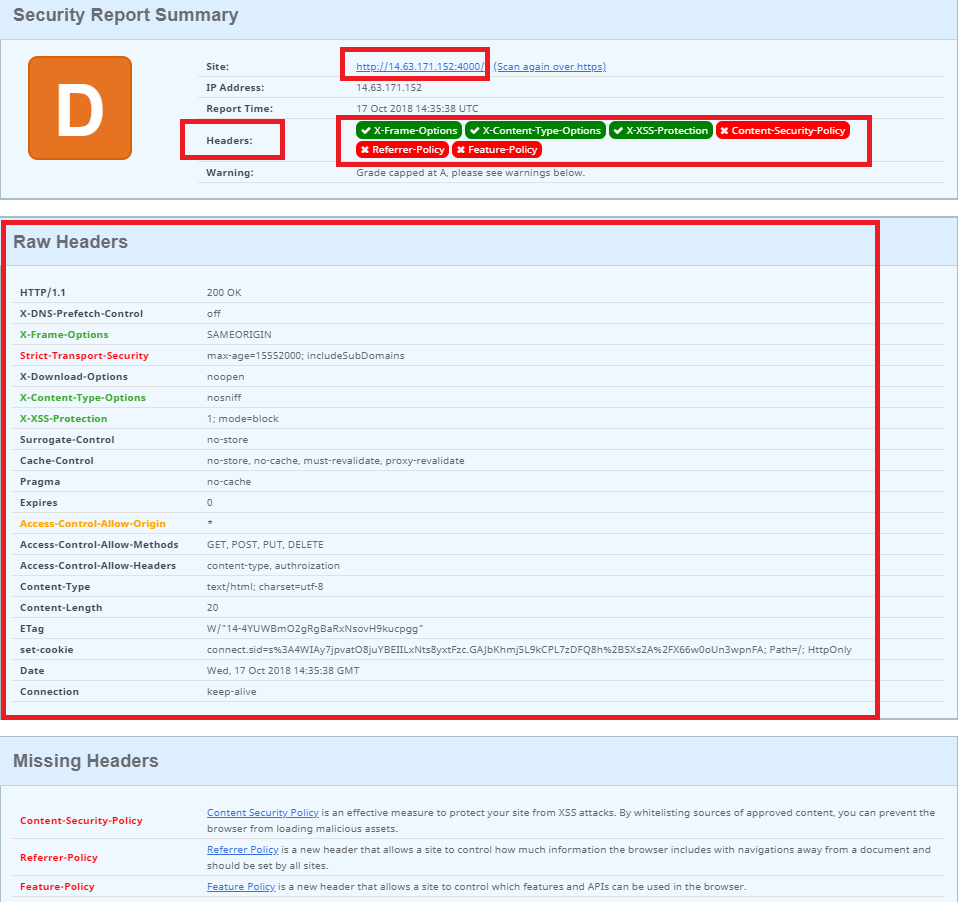 Security Report Summary
D
Site: http://14.63.171.152:4000/ (Scan again over https)
IP Address: 14.63.171.152
Report Time: 17 Oct 2018 14:35:38 UTC
Headers: X-Frame-Options X-Content-Type-Options X-XSS-Protection Content-Security-Policy
Referrer-Policy Feature-Policy
Warning: Grade capped at A, please see warnings below.
Raw Headers
HTTP/1.1 200 OK
X-DNS-Prefetch-Control off
X-Frame-Options SAMEORIGIN
Strict-Transport-Security max-age=15552000; includeSubDomains
X-Download-Options noopen
X-Content-Type-Options nosniff
X-XSS-Protection 1; mode=block
Surrogate-Control no-store
Cache-Control no-store, no-cache, must-revalidate, proxy-revalidate
Pragma no-cache
Expires 0
Access-Control-Allow-Origin *
Access-Control-Allow-Methods GET, POST, PUT, DELETE
Access-Control-Allow-Headers content-type, authroization
Content-Type text/html; charset=utf-8
Content-Length 20
ETag W/"14-4YUWBmO2gRgBaRxNsovH9kucpgg"
set-cookie connect.sid=s%3A4WIAy7jpvatO8juYBEIILxNts8yxtFzc.GAJbKhmj5L9kCPL7zDFQ8h%2B5Xs2A%2FX66w0oUn3wpnFA; Path=/; HttpOnly
Date Wed, 17 Oct 2018 14:35:38 GMT
Connection keep-alive
Missing Headers
Content-Security-Policy Content Security Policy is an effective measure to protect your site from XSS attacks. By whitelisting sources of approved content, you can prevent the
browser from loading malicious assets.
Referrer-Policy Referrer Policy is a new header that allows a site to control how much information the browser includes with navigations away from a document and
should be set by all sites.
Feature-Policy Feature Policy is a new header that allows a site to control which features and APIs can be used in the browser.